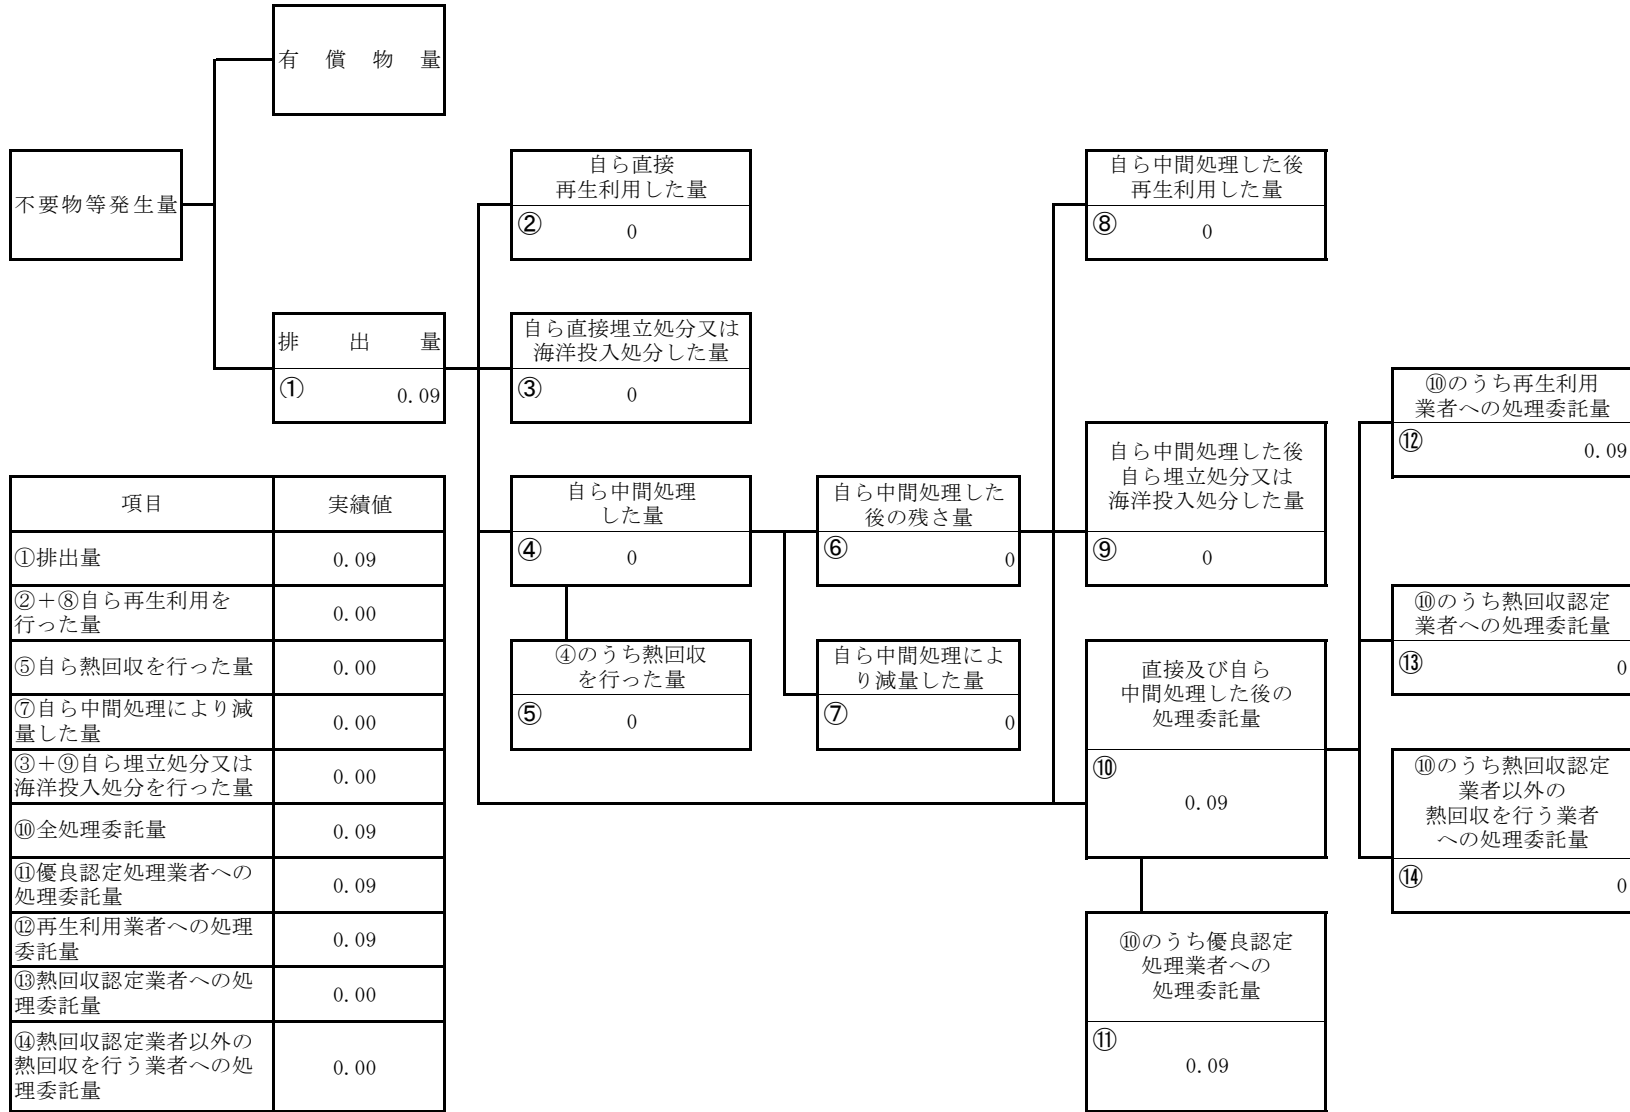 有償物量
不要物等発生量
排出量
① 0.09
自ら直接
再生利用した量
② 0
自ら直接埋立処分又は
海洋投入処分した量
③ 0
自ら中間処理
した量
④ 0
④のうち熱回収
を行った量
⑤ 0
自ら中間処理した
後の残さ量
⑥ 0
自ら中間処理によ
り減量した量
⑦ 0
自ら中間処理した後
再生利用した量
⑧ 0
自ら中間処理した後
自ら埋立処分又は
海洋投入処分した量
⑨ 0
直接及び自ら
中間処理した後の
処理委託量
⑩
0.09
⑩のうち優良認定
処理業者への
処理委託量
⑪
0.09
⑩のうち再生利用
業者への処理委託量
⑫ 0.09
⑩のうち熱回収認定
業者への処理委託量
⑬ 0
⑩のうち熱回収認定
業者以外の
熱回収を行う業者
への処理委託量
⑭ 0
項目 実績値
①排出量 0.09
②＋⑧自ら再生利用を
行った量 0.00
⑤自ら熱回収を行った量 0.00
⑦自ら中間処理により減
量した量 0.00
③＋⑨自ら埋立処分又は
海洋投入処分を行った量 0.00
⑩全処理委託量 0.09
⑪優良認定処理業者への
処理委託量 0.09
⑫再生利用業者への処理
委託量 0.09
⑬熱回収認定業者への処
理委託量 0.00
⑭熱回収認定業者以外の
熱回収を行う業者への処
理委託量 0.00